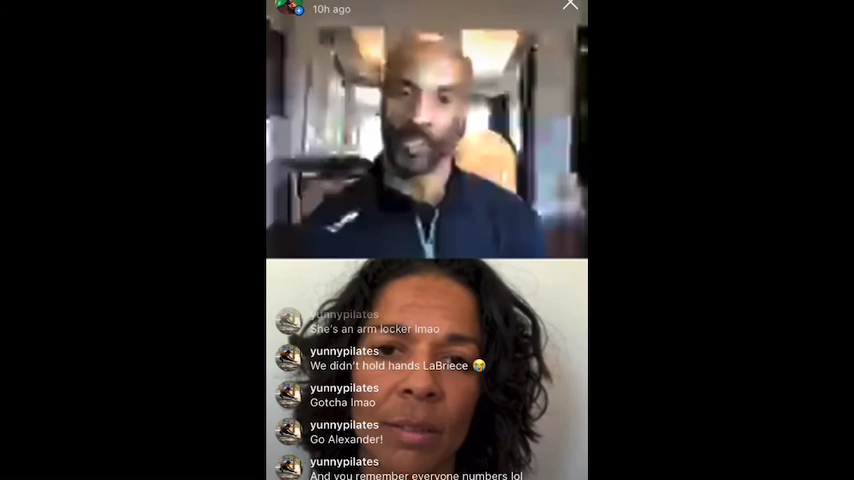 10h ago
yunnypilates
She's an arm locker lmao
yunnypilates
We didn't hold hands LaBriece 😭
yunnypilates
Gotcha lmao
yunnypilates
Go Alexander!
yunnypilates
And you remember everyone numbers lol